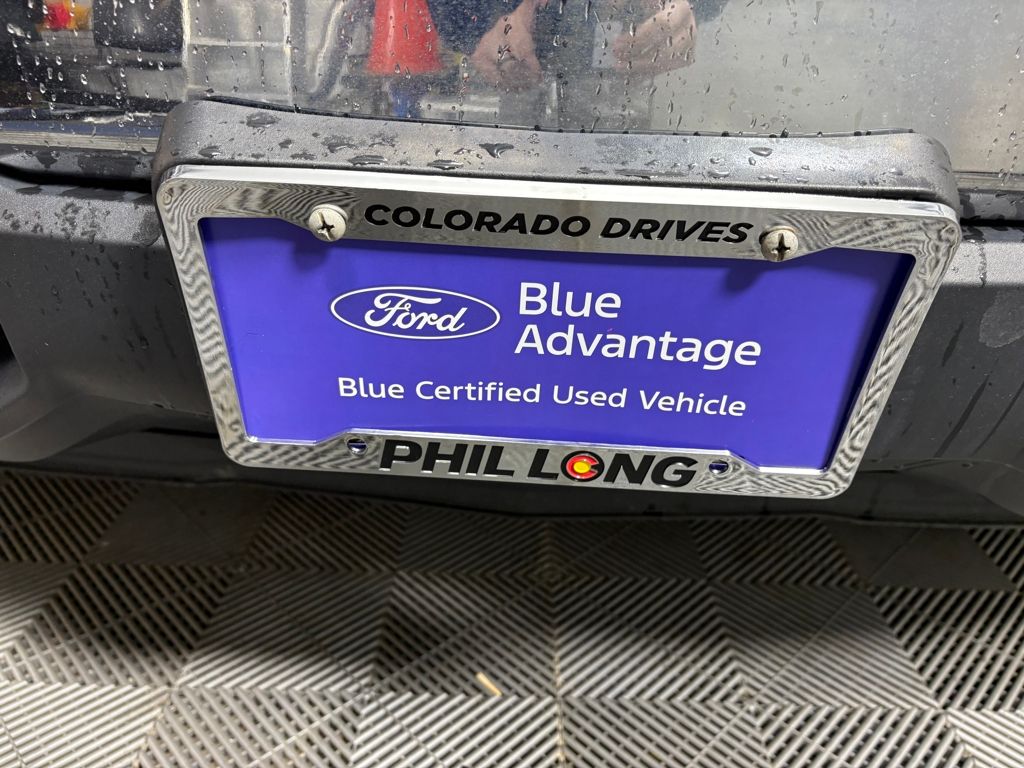 COLORADO DRIVES
Ford
Blue
Advantage
Blue Certified Used Vehicle
PHIL LONG